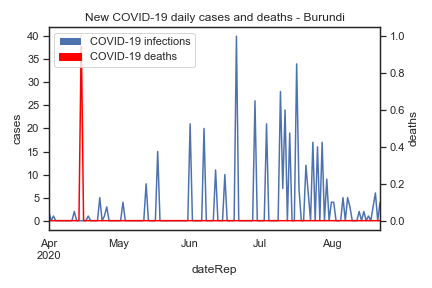 New COVID-19 daily cases and deaths - Burundi
COVID-19 infections
COVID-19 deaths
40
35
30
25
20
15
10
5
0
cases
1.0
0.8
0.6
0.4
0.2
0.0
deaths
Apr
2020
May
Jun
Jul
Aug
dateRep